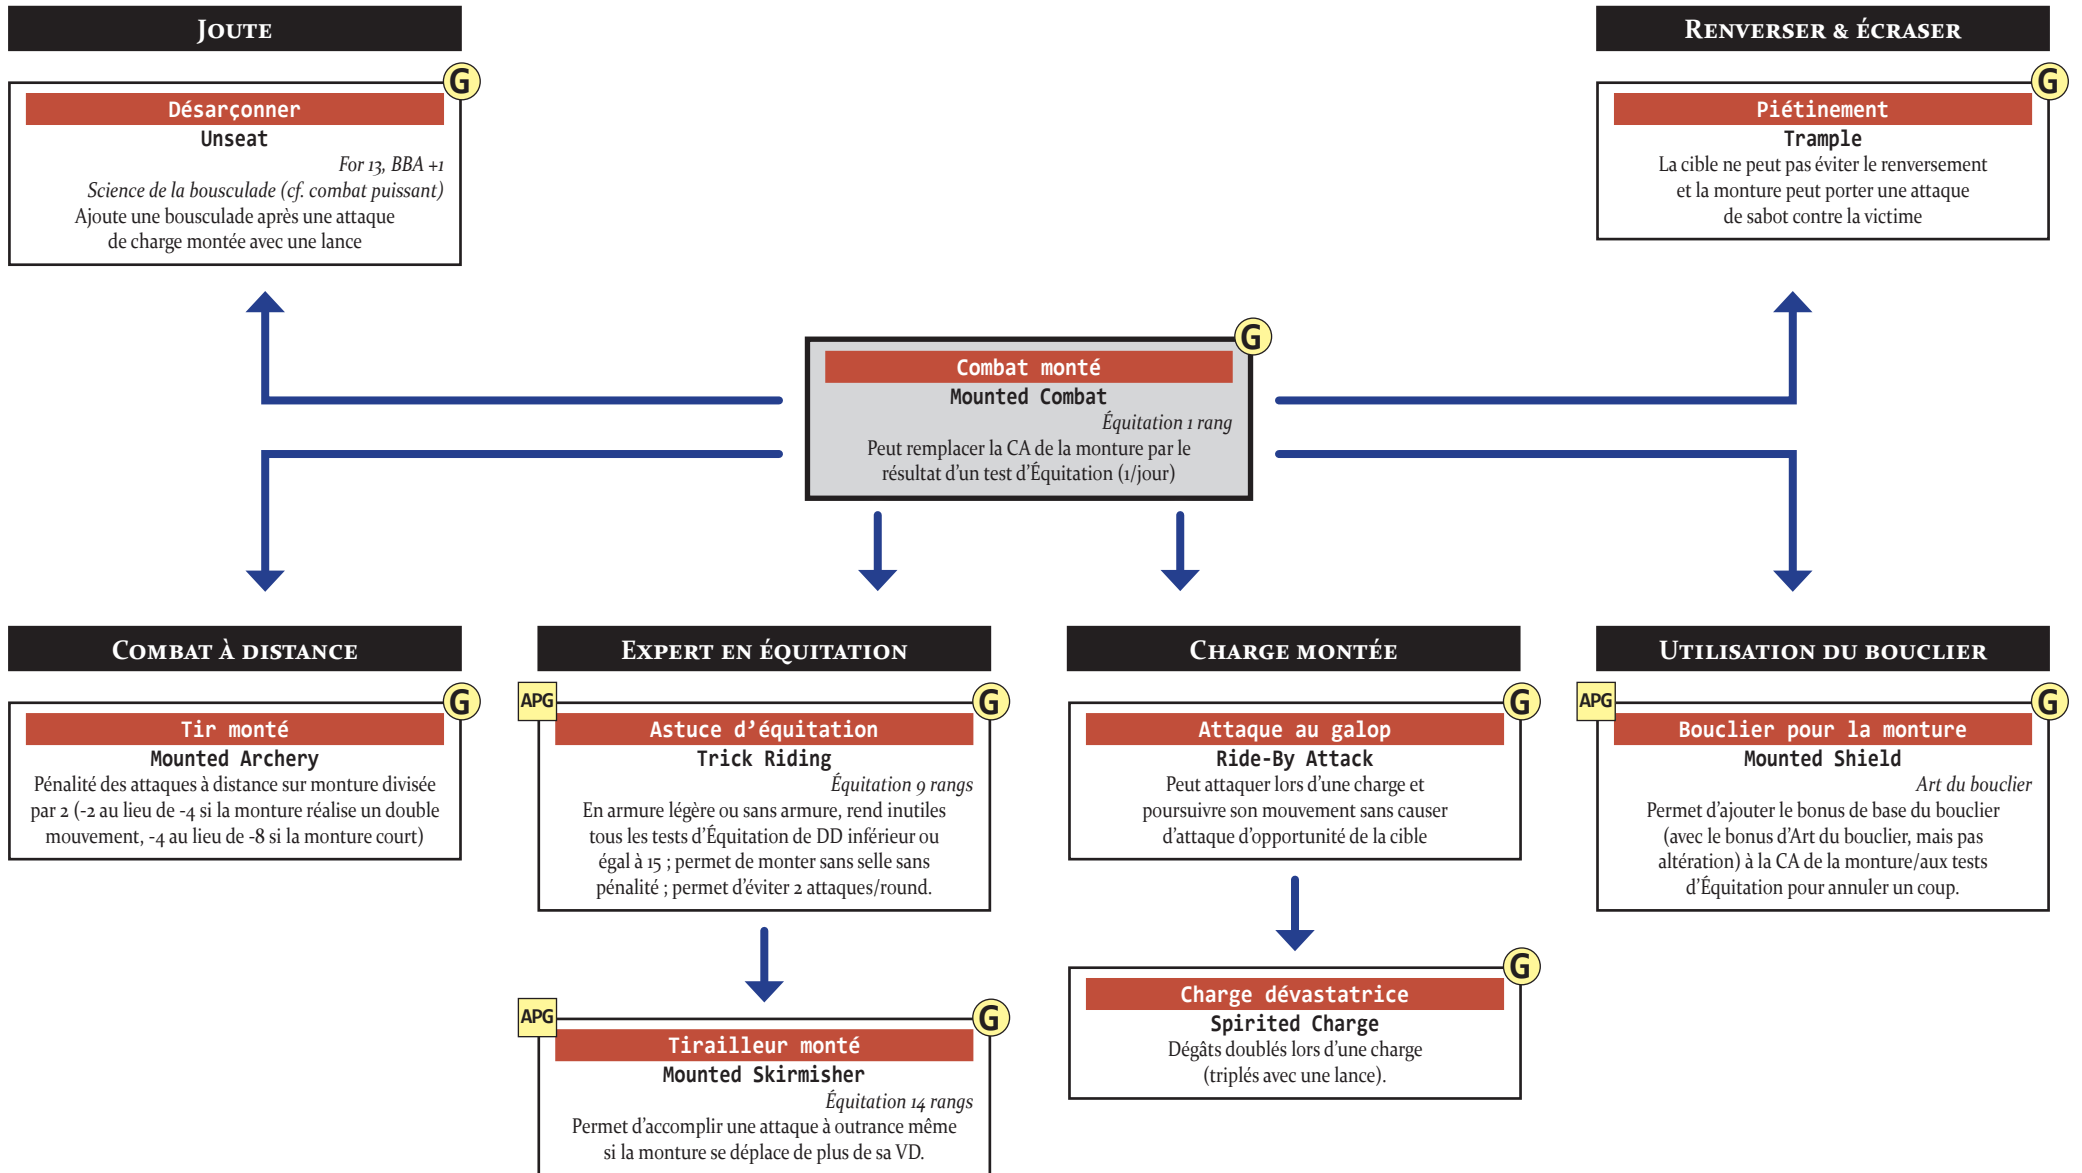 Joute
G
Désarçonner
Unseat
For 13, BBA +1
Science de la bousculade (cf. combat puissant)
Ajoute une bousculade après une attaque
de charge montée avec une lance
Renverser & écraser
G
Piétinement
Trample
La cible ne peut pas éviter le renversement
et la monture peut porter une attaque
de sabot contre la victime
G
Combat monté
Mounted Combat
Équitation 1 rang
Peut remplacer la CA de la monture par le
résultat d'un test d'Équitation (1/jour)
Combat à distance
G
Tir monté
Mounted Archery
Pénalité des attaques à distance sur monture divisée
par 2 (-2 au lieu de -4 si la monture réalise un double
mouvement, -4 au lieu de -8 si la monture court)
Expert en équitation
APG
G
Astuce d'équitation
Trick Riding
Équitation 9 rangs
En armure légère ou sans armure, rend inutiles
tous les tests d'Équitation de DD inférieur ou
égal à 15 ; permet de monter sans selle sans
pénalité ; permet d'éviter 2 attaques/round.
APG
G
Tirailleur monté
Mounted Skirmisher
Équitation 14 rangs
Permet d'accomplir une attaque à outrance même
si la monture se déplace de plus de sa VD.
Charge montée
G
Attaque au galop
Ride-By Attack
Peut attaquer lors d'une charge et
poursuivre son mouvement sans causer
d'attaque d'opportunité de la cible
G
Charge dévastatrice
Spirited Charge
Dégâts doublés lors d'une charge
(triplés avec une lance).
Utilisation du bouclier
APG
G
Bouclier pour la monture
Mounted Shield
Art du bouclier
Permet d'ajouter le bonus de base du bouclier
(avec le bonus d'Art du bouclier, mais pas
altération) à la CA de la monture/aux tests
d'Équitation pour annuler un coup.